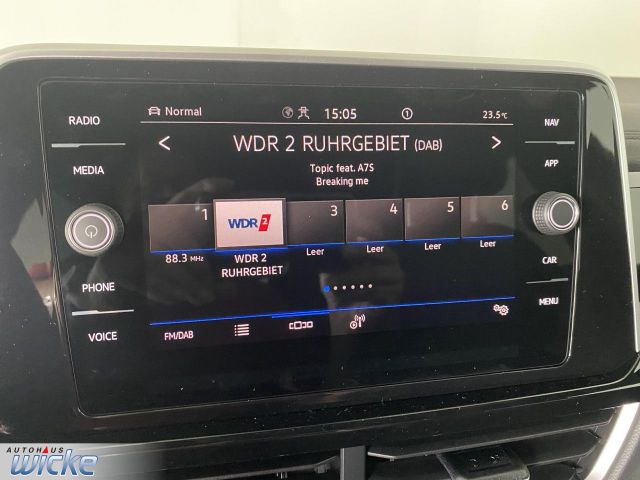 RADIO
MEDIA
PHONE
VOICE
Normal
15:05
1
23.5°C
WDR 2 RUHRGEBIET (DAB)
Topic feat. A7S
Breaking me
1
WDR 2
3
4
5
6
88.3 MHz
WDR 2
RUHRGEBIET
Leer
Leer
Leer
Leer
FM/DAB
NAV
APP
CAR
MENU
AUTOHAUS
WICKE